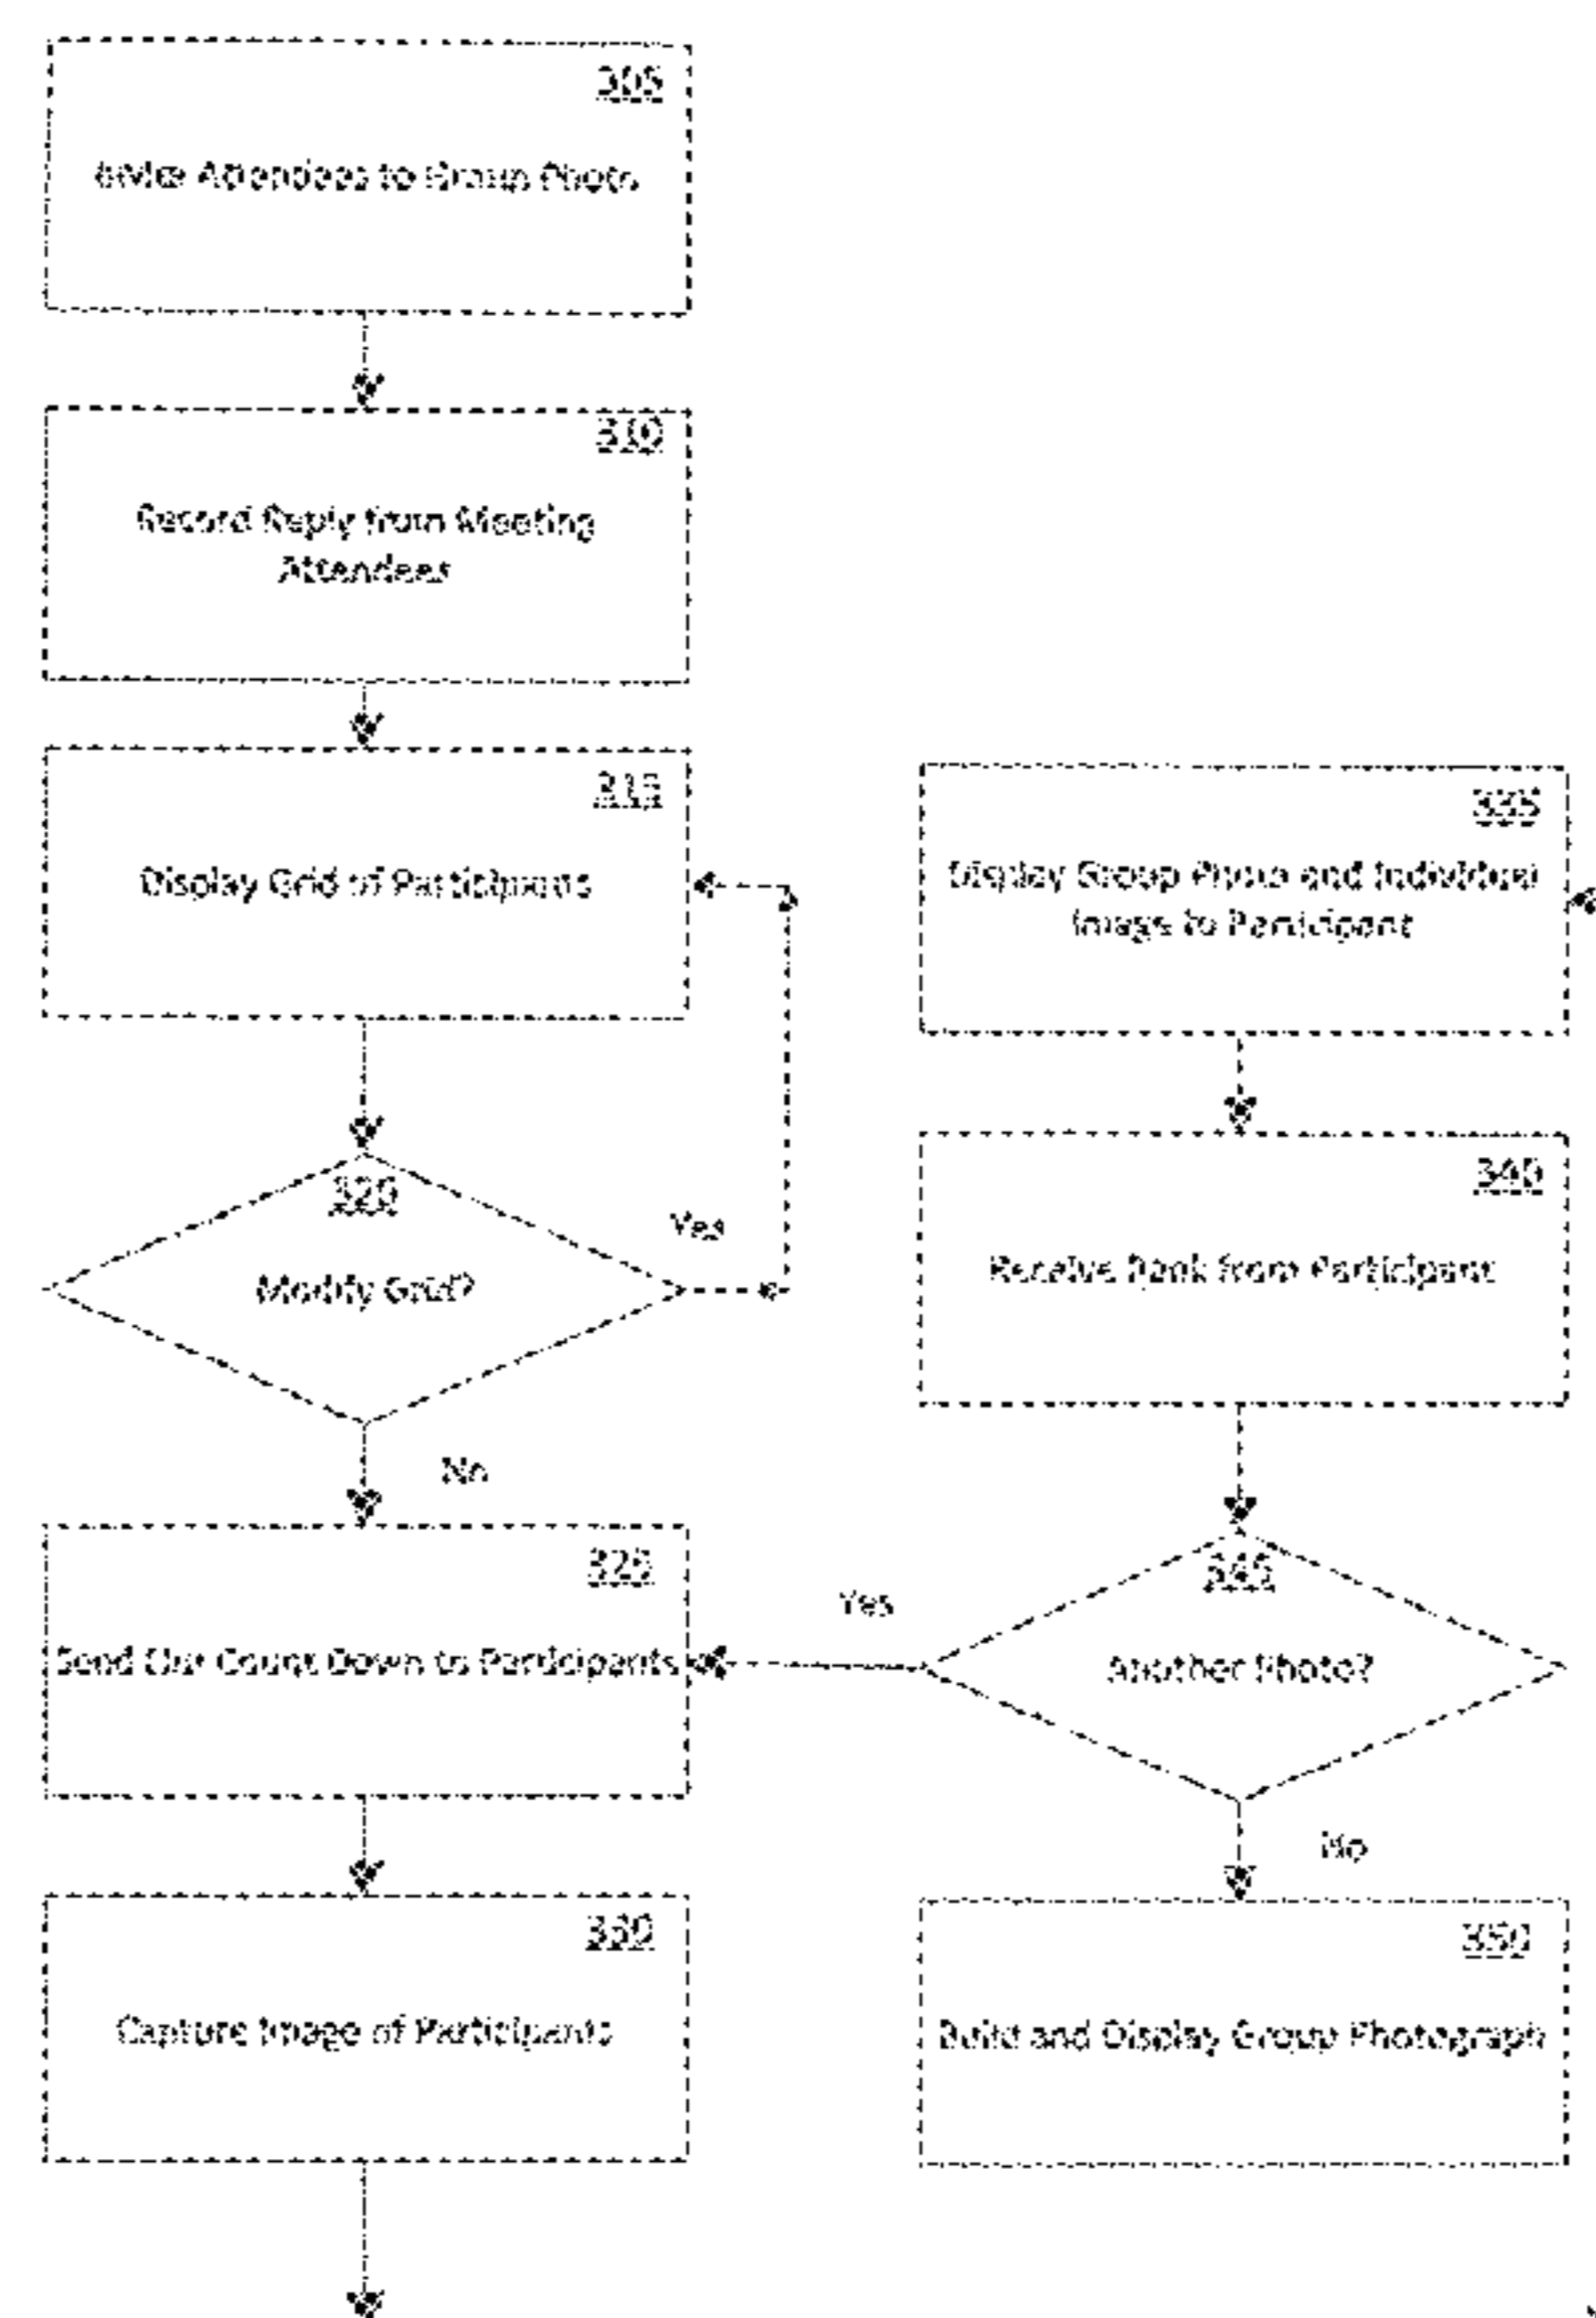 305
Invite Attendees to Group Photo
310
Record Reply from Meeting
Attendees
315
Display Grid of Participants
320
Modify Grid?
Yes
No
325
Send Out Count Down to Participants
330
Capture Image of Participants
335
Display Group Photo and Individual
Image to Participant
340
Receive Rank from Participant
345
Another Photo?
Yes
No
350
Build and Display Group Photograph